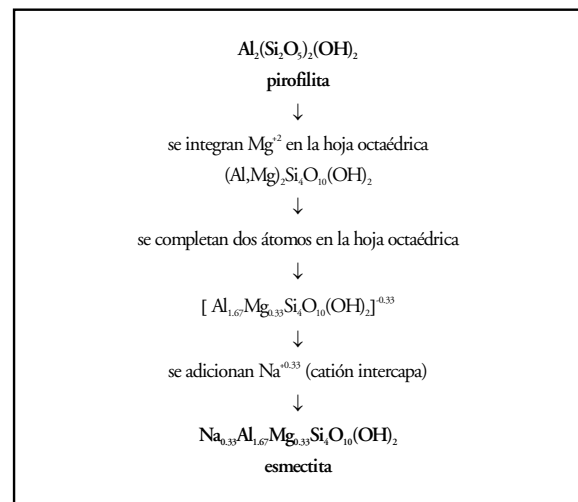 Al₂(Si₂O₅)₂(OH)₂
pirofilita
↓
se integran Mg⁺² en la hoja octaédrica
(Al,Mg)₂Si₄O₁₀(OH)₂
↓
se completan dos átomos en la hoja octaédrica
↓
[ Al₁.₆₇Mg₀.₃₃Si₄O₁₀(OH)₂]⁻⁰·³³
↓
se adicionan Na⁺⁰·³³ (catión intercapa)
↓
Na₀.₃₃Al₁.₆₇Mg₀.₃₃Si₄O₁₀(OH)₂
esmectita